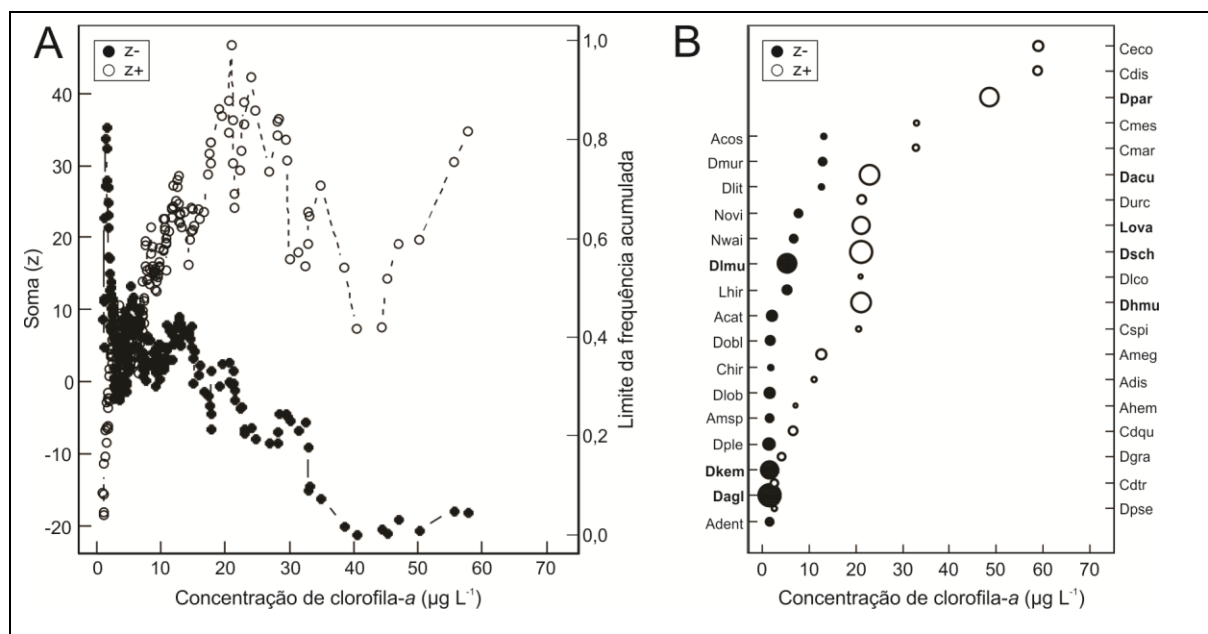 A
z-
z+
1,0
40
0,8
30
20
0,6
10
0,4
0
0,2
-10
-20
0,0
Soma (z)
Limite da frequência acumulada
0 10 20 30 40 50 60 70
Concentração de clorofila-a (µg L-1)
B
z-
z+
Ceco
Cdis
Dpar
Cmes
Acos
Cmar
Dmur
Dacu
Dlit
Durc
Novi
Lova
Nwai
Dsch
Dlmu
Dlco
Lhir
Dhmu
Acat
Cspi
Dobl
Ameg
Chir
Adis
Dlob
Ahem
Amsp
Cdqu
Dple
Dgra
Dkem
Cdtr
Dagl
Dpse
Adent
0 10 20 30 40 50 60 70
Concentração de clorofila-a (µg L-1)